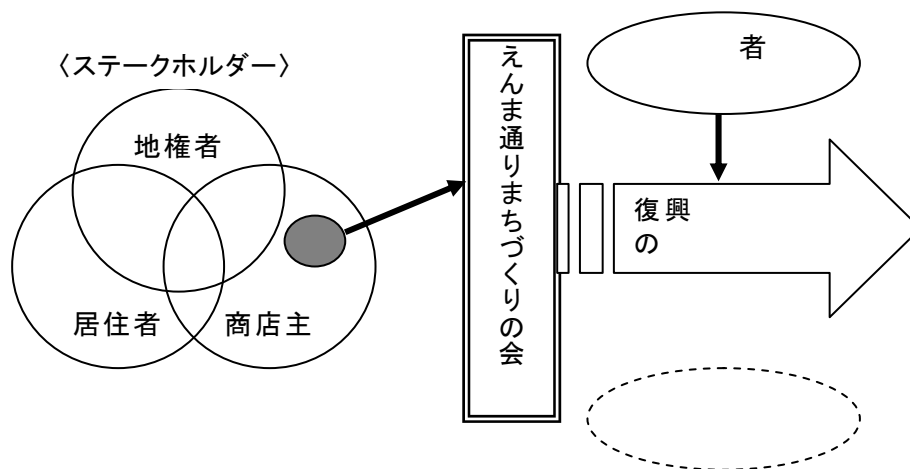 〈ステークホルダー〉
地権者
居住者
商店主
えんま通りまちづくりの会
者
復興
の